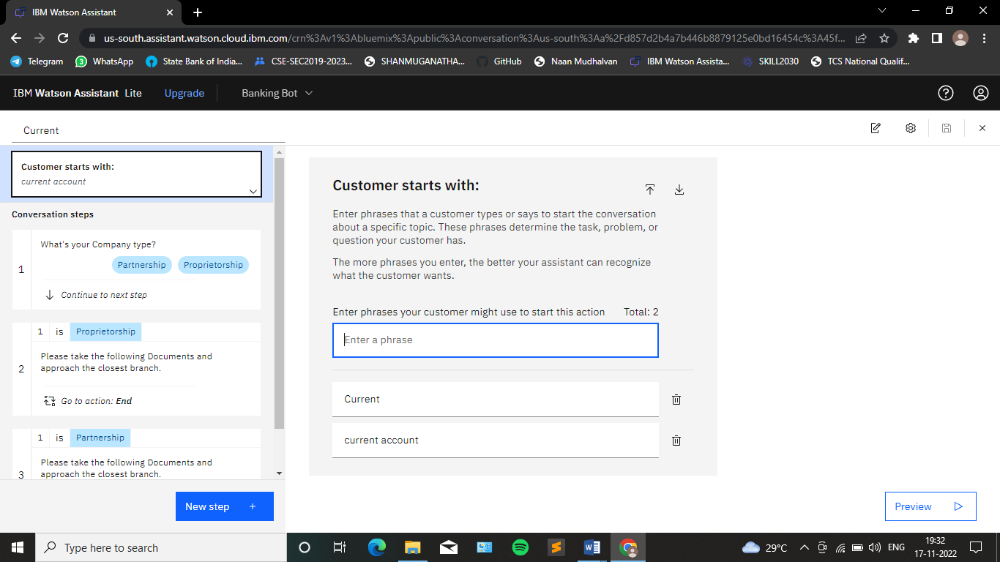 IBM Watson Assistant
us-south.assistant.watson.cloud.ibm.com/crn%3Av1%3Abluemix%3Apublic%3Aconversation%3Aus-south%3Aa%2Fd857d2b4a7b446b8879125e0bd16454c%3A45f...
Telegram 3 WhatsApp State Bank of India... CSE-SEC2019-2023... SHANMUGANATHA... GitHub Naan Mudhalvan IBM Watson Assista... SKILL2030 TCS National Qualif...
IBM Watson Assistant Lite Upgrade Banking Bot
Current
Customer starts with:
current account
Conversation steps
1
What's your Company type?
Partnership Proprietorship
Continue to next step
2
1 is Proprietorship
Please take the following Documents and
approach the closest branch.
Go to action: End
3
1 is Partnership
Please take the following Documents and
approach the closest branch.
New step +
Customer starts with:
Enter phrases that a customer types or says to start the conversation
about a specific topic. These phrases determine the task, problem, or
question your customer has.
The more phrases you enter, the better your assistant can recognize
what the customer wants.
Enter phrases your customer might use to start this action Total: 2
Enter a phrase
Current
current account
Preview
Type here to search
29°C
ENG
19:32
17-11-2022